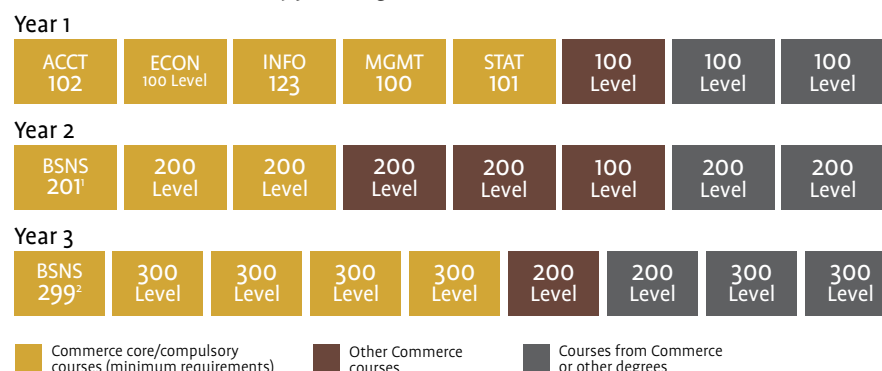 Year 1
ACCT 102
ECON 100 Level
INFO 123
MGMT 100
STAT 101
100 Level
100 Level
100 Level
Year 2
BSNS 201¹
200 Level
200 Level
200 Level
200 Level
100 Level
200 Level
200 Level
Year 3
BSNS 299²
300 Level
300 Level
300 Level
300 Level
200 Level
200 Level
300 Level
300 Level
Commerce core/compulsory
courses (minimum requirements)
Other Commerce
courses
Courses from Commerce
or other degrees